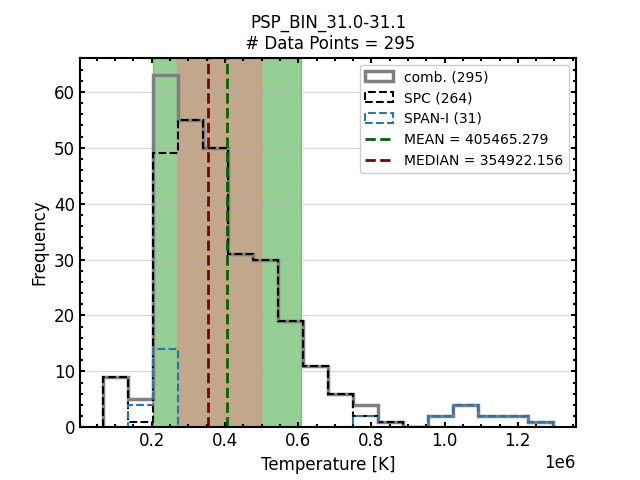 PSP_BIN_31.0-31.1
# Data Points = 295
comb. (295)
SPC (264)
SPAN-I (31)
MEAN = 405465.279
MEDIAN = 354922.156
Frequency
60
50
40
30
20
10
0
0.2 0.4 0.6 0.8 1.0 1.2
1e6
Temperature [K]